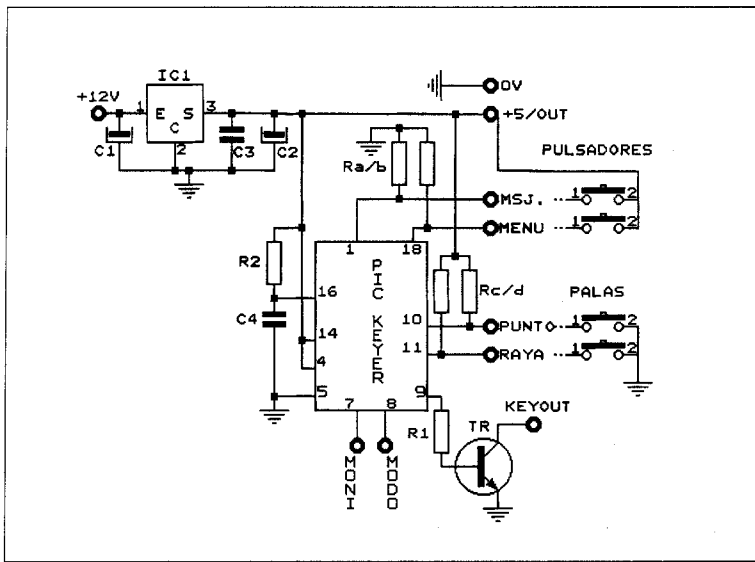 IC1
0V
+12V
1
E
S
3
+5/OUT
C
2
C1
C3
C2
PULSADORES
Ra/b
MSJ.
1
2
MENU
1
2
1
18
R2
PIC KEYER
16
Rc/d
PALAS
C4
14
10
PUNTO
1
2
4
11
RAYA
1
2
5
9
7
8
R1
TR
KEYOUT
MONI
MODO